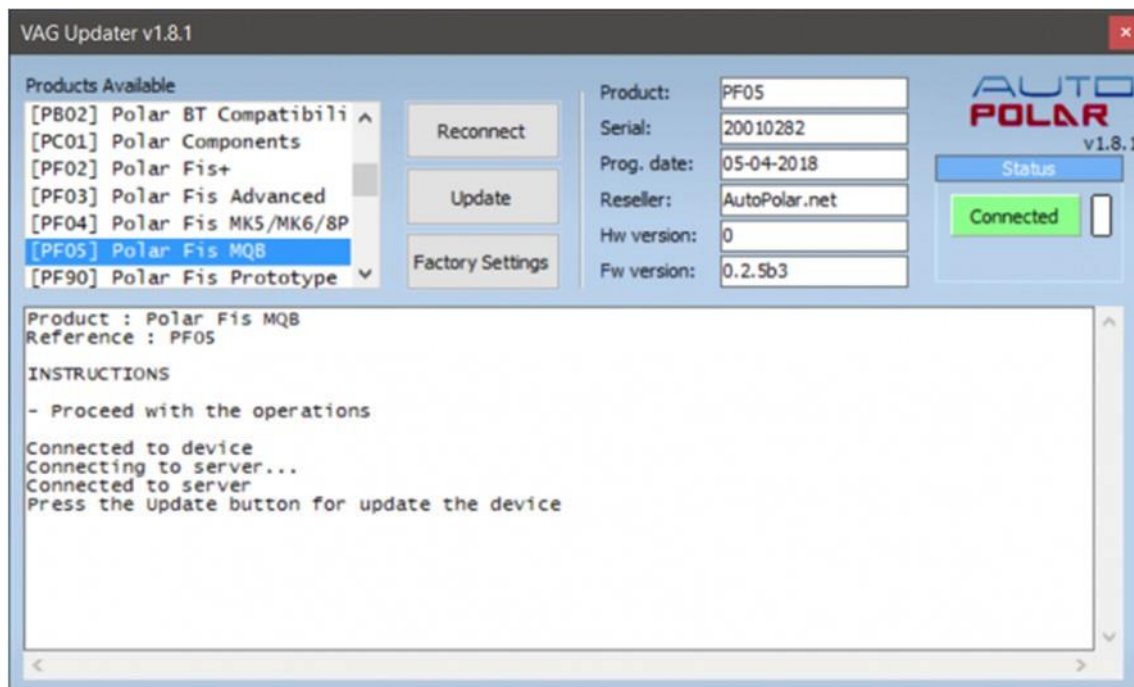 VAG Updater v1.8.1
Products Available
[PB02] Polar BT Compatibili
[PC01] Polar Components
[PF02] Polar Fis+
[PF03] Polar Fis Advanced
[PF04] Polar Fis MK5/MK6/8P
[PF05] Polar Fis MQB
[PF90] Polar Fis Prototype
Reconnect
Update
Factory Settings
Product: PF05
Serial: 20010282
Prog. date: 05-04-2018
Reseller: AutoPolar.net
Hw version: 0
Fw version: 0.2.5b3
AUTO
POLAR
v1.8.1
Status
Connected
Product : Polar Fis MQB
Reference : PF05
INSTRUCTIONS
- Proceed with the operations
Connected to device
Connecting to server...
Connected to server
Press the Update button for update the device